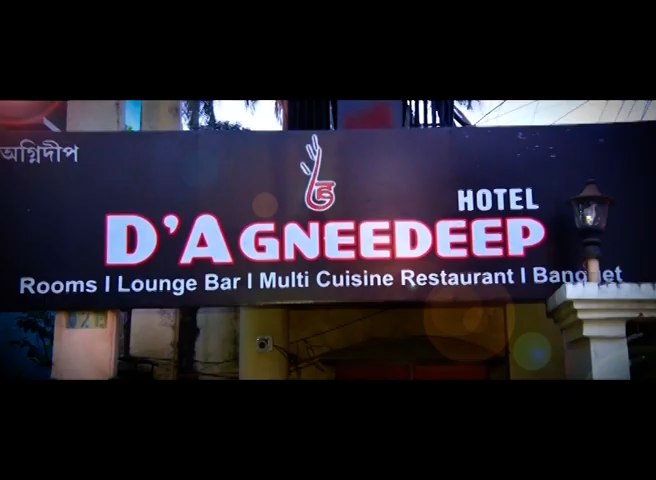 অগ্নিদীপ
HOTEL
D'AGNEEDEEP
Rooms I Lounge Bar I Multi Cuisine Restaurant I Banquet